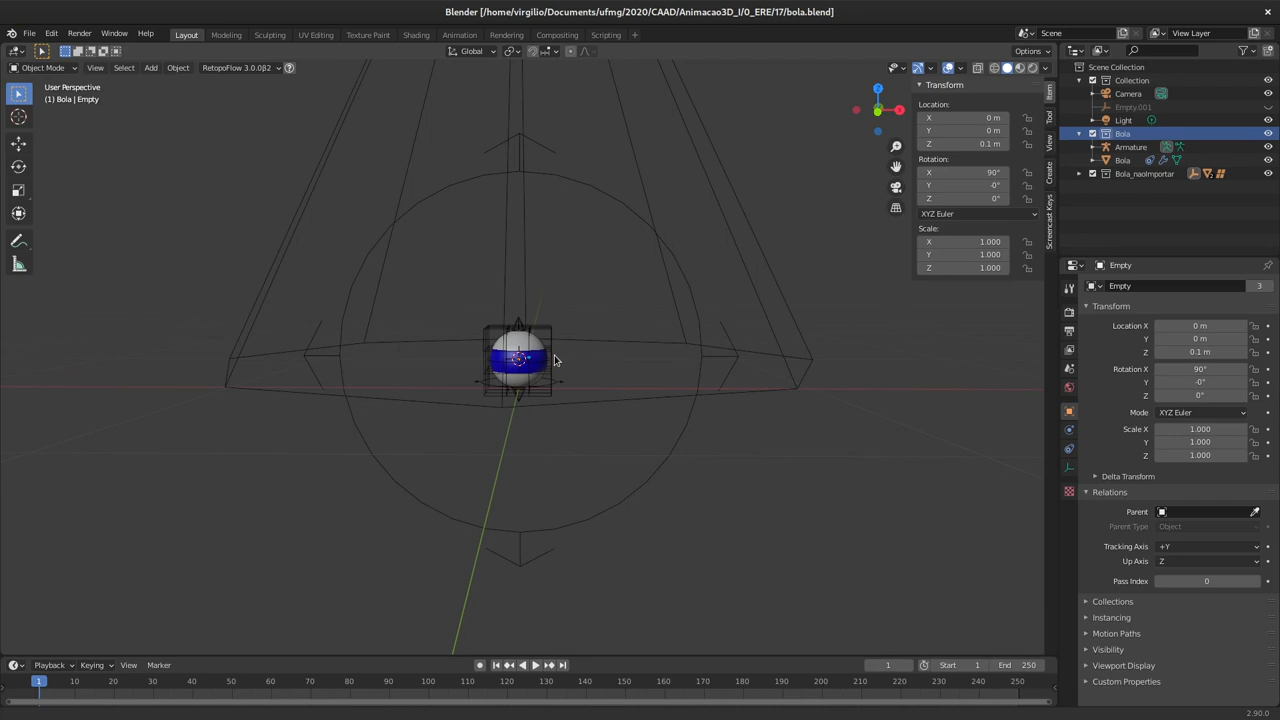 Blender [/home/virgilio/Documents/ufmg/2020/CAAD/Animacao3D_I/0_ERE/17/bola.blend]
File Edit Render Window Help Layout Modeling Sculpting UV Editing Texture Paint Shading Animation Rendering Compositing Scripting + Scene View Layer
Global Options
Object Mode View Select Add Object RetopoFlow 3.0.0β2
User Perspective
(1) Bola | Empty
Z
X
Transform
Location:
X 0 m
Y 0 m
Z 0.1 m
Rotation:
X 90°
Y -0°
Z 0°
XYZ Euler
Scale:
X 1.000
Y 1.000
Z 1.000
Item
Tool
View
Create
Screencast Keys
Scene Collection
Collection
Camera
Empty.001
Light
Bola
Armature
Bola
Bola_naoImportar
Empty
Empty 3
Transform
Location X 0 m
Y 0 m
Z 0.1 m
Rotation X 90°
Y -0°
Z 0°
Mode XYZ Euler
Scale X 1.000
Y 1.000
Z 1.000
Delta Transform
Relations
Parent
Parent Type Object
Tracking Axis +Y
Up Axis Z
Pass Index 0
Collections
Instancing
Motion Paths
Visibility
Viewport Display
Custom Properties
Playback Keying View Marker 1 Start 1 End 250
1 10 20 30 40 50 60 70 80 90 100 110 120 130 140 150 160 170 180 190 200 210 220 230 240 250
2.90.0